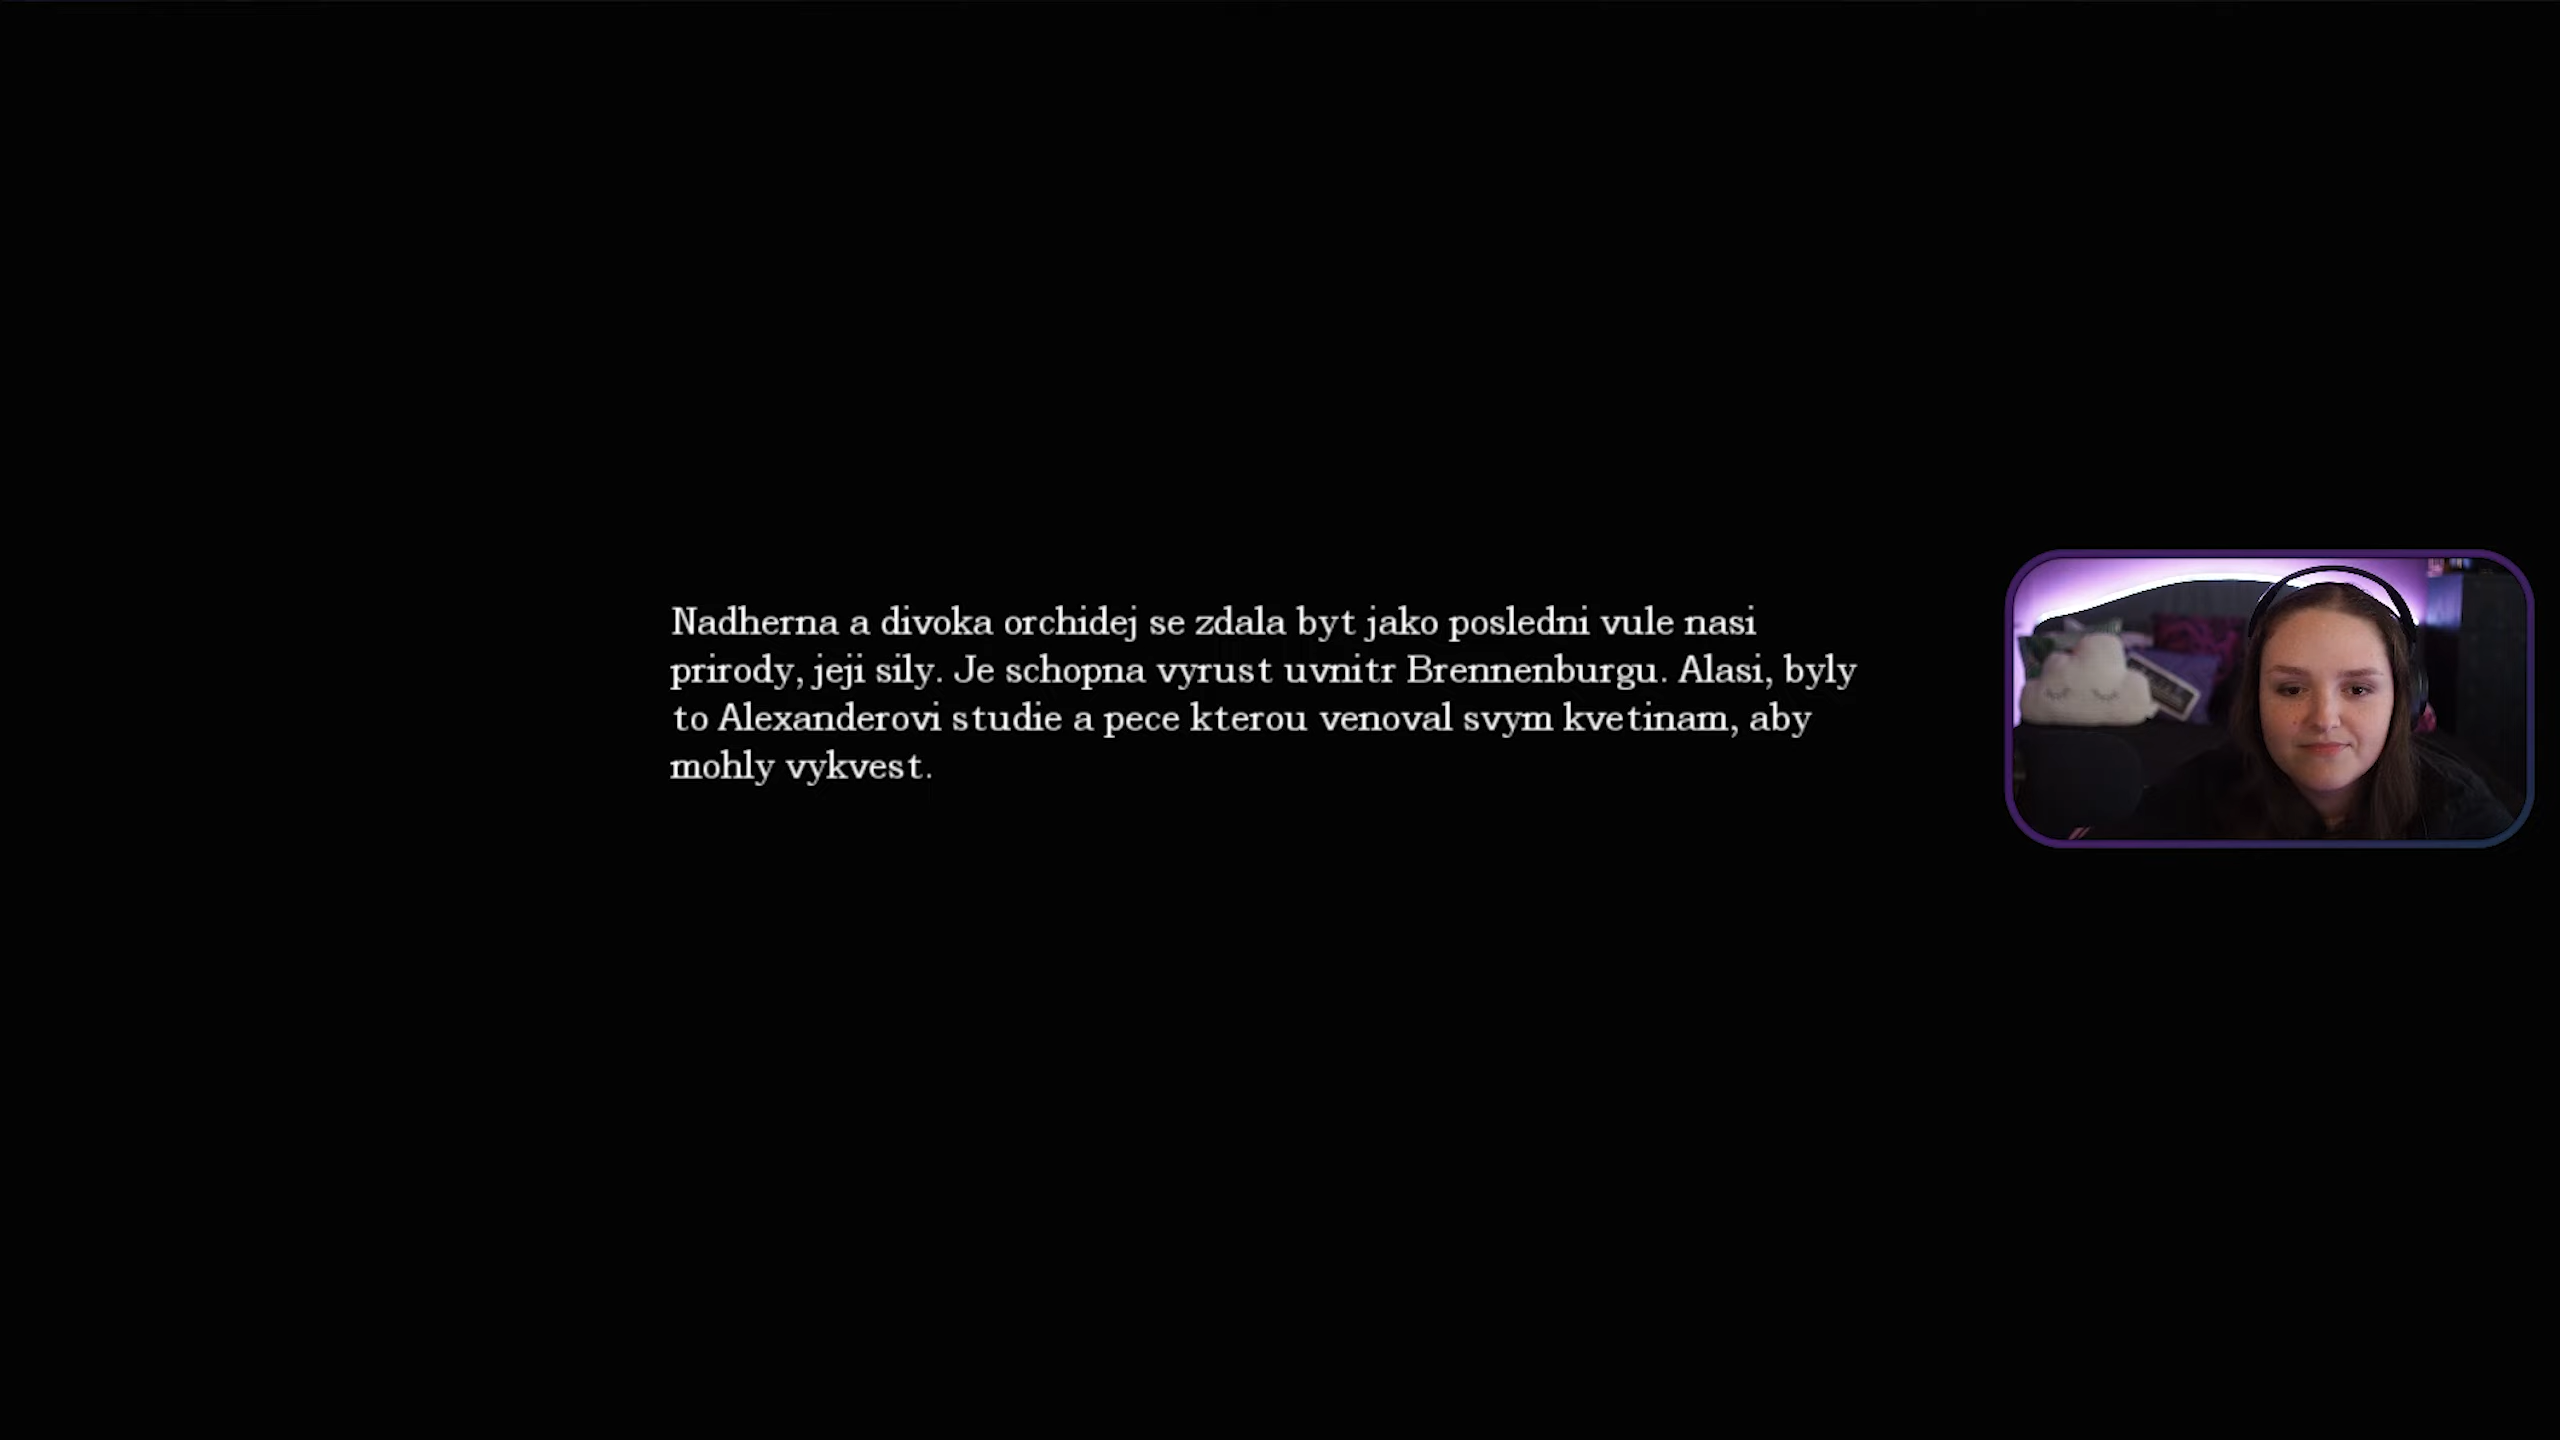 Nadherna a divoka orchidej se zdala byt jako posledni vule nasi
prirody, jeji sily. Je schopna vyrust uvnitr Brennenburgu. Alasi, byly
to Alexanderovi studie a pece kterou venoval svym kvetinam, aby
mohly vykvest.